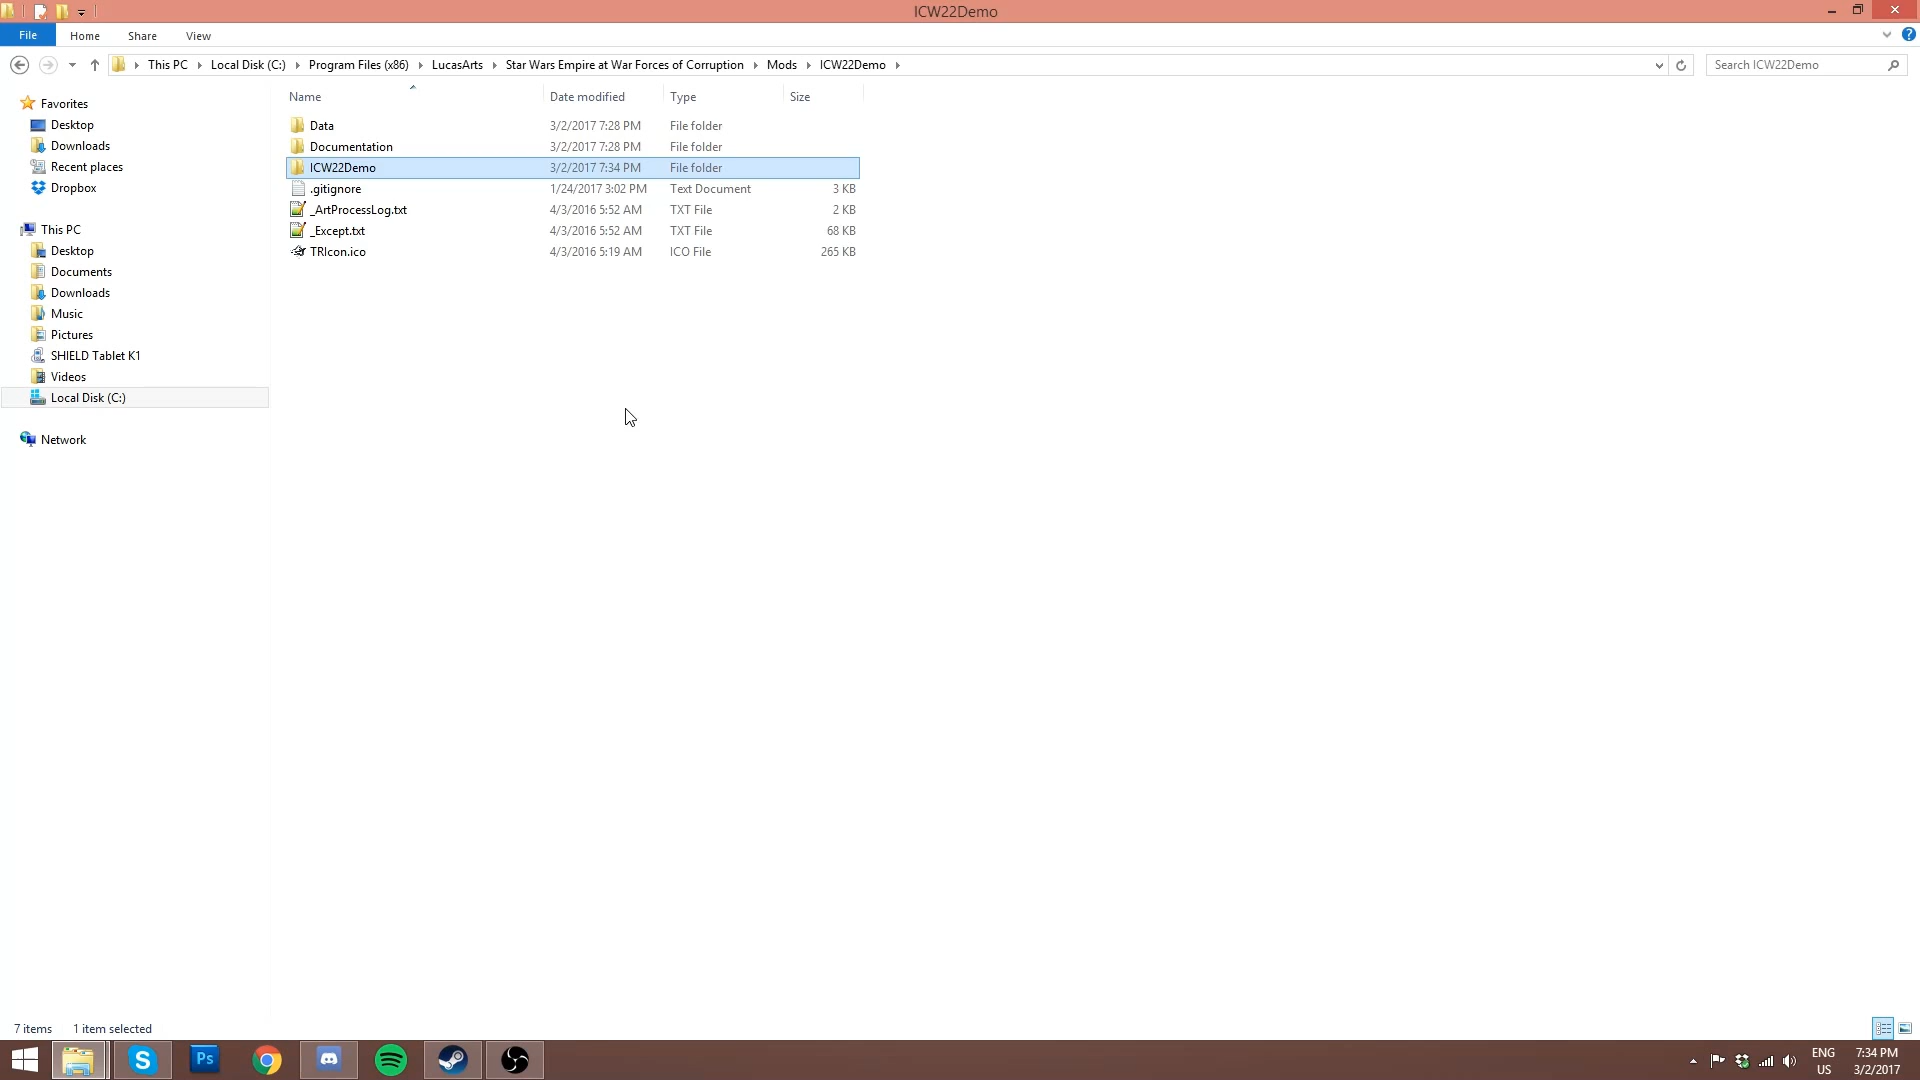 ICW22Demo
File Home Share View
This PC Local Disk (C:) Program Files (x86) LucasArts Star Wars Empire at War Forces of Corruption Mods ICW22Demo Search ICW22Demo
Name Date modified Type Size
Favorites
Desktop
Downloads
Recent places
Dropbox
This PC
Desktop
Documents
Downloads
Music
Pictures
SHIELD Tablet K1
Videos
Local Disk (C:)
Network
Data 3/2/2017 7:28 PM File folder
Documentation 3/2/2017 7:28 PM File folder
ICW22Demo 3/2/2017 7:34 PM File folder
.gitignore 1/24/2017 3:02 PM Text Document 3 KB
_ArtProcessLog.txt 4/3/2016 5:52 AM TXT File 2 KB
_Except.txt 4/3/2016 5:52 AM TXT File 68 KB
TRIcon.ico 4/3/2016 5:19 AM ICO File 265 KB
7 items 1 item selected
Ps
ENG 7:34 PM
US 3/2/2017